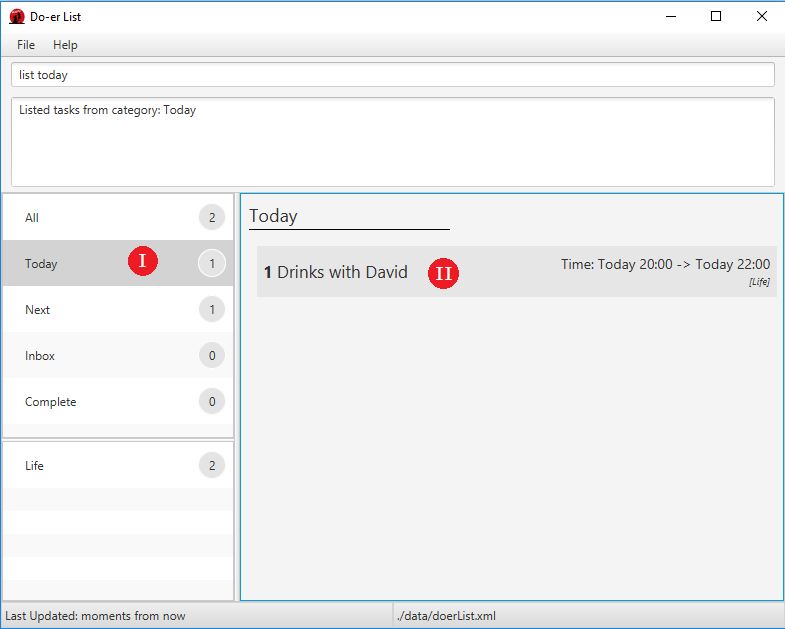 Do-er List
File Help
list today
Listed tasks from category: Today
All 2
Today I 1
Next 1
Inbox 0
Complete 0
Life 2
Today
1 Drinks with David II Time: Today 20:00 -> Today 22:00
[Life]
Last Updated: moments from now ./data/doerList.xml